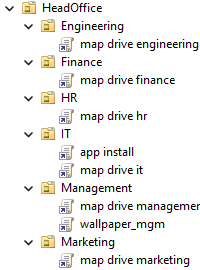 HeadOffice
Engineering
map drive engineering
Finance
map drive finance
HR
map drive hr
IT
app install
map drive it
Management
map drive managemer
wallpaper_mgm
Marketing
map drive marketing